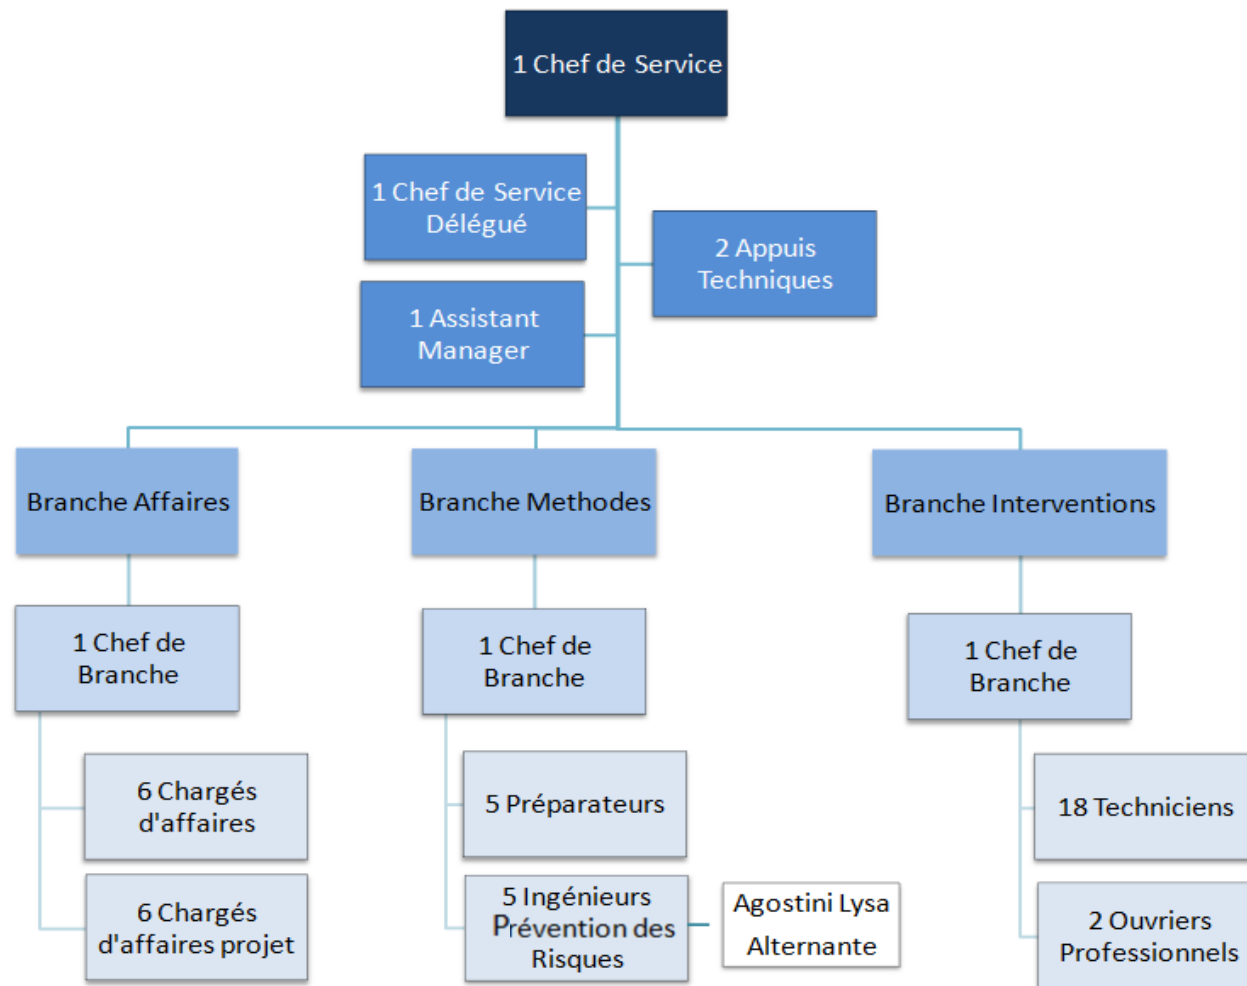 1 Chef de Service
1 Chef de Service
Délégué
2 Appuis
Techniques
1 Assistant
Manager
Branche Affaires
Branche Methodes
Branche Interventions
1 Chef de
Branche
1 Chef de
Branche
1 Chef de
Branche
6 Chargés
d'affaires
5 Préparateurs
18 Techniciens
6 Chargés
d'affaires projet
5 Ingénieurs
Prévention des
Risques
Agostini Lysa
Alternante
2 Ouvriers
Professionnels